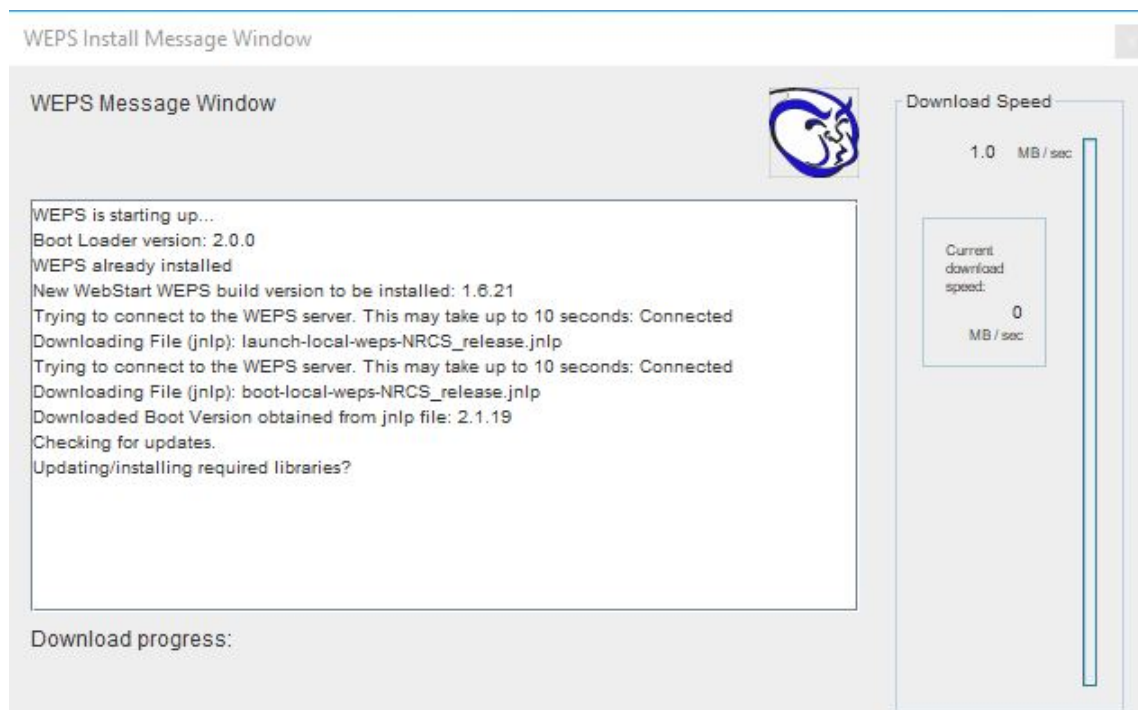 WEPS Install Message Window
WEPS Message Window
WEPS is starting up...
Boot Loader version: 2.0.0
WEPS already installed
New WebStart WEPS build version to be installed: 1.6.21
Trying to connect to the WEPS server. This may take up to 10 seconds: Connected
Downloading File (jnlp): launch-local-weps-NRCS_release.jnlp
Trying to connect to the WEPS server. This may take up to 10 seconds: Connected
Downloading File (jnlp): boot-local-weps-NRCS_release.jnlp
Downloaded Boot Version obtained from jnlp file: 2.1.19
Checking for updates.
Updating/installing required libraries?
Download progress:
Download Speed
1.0 MB/sec
Current
download
speed:
0
MB/sec